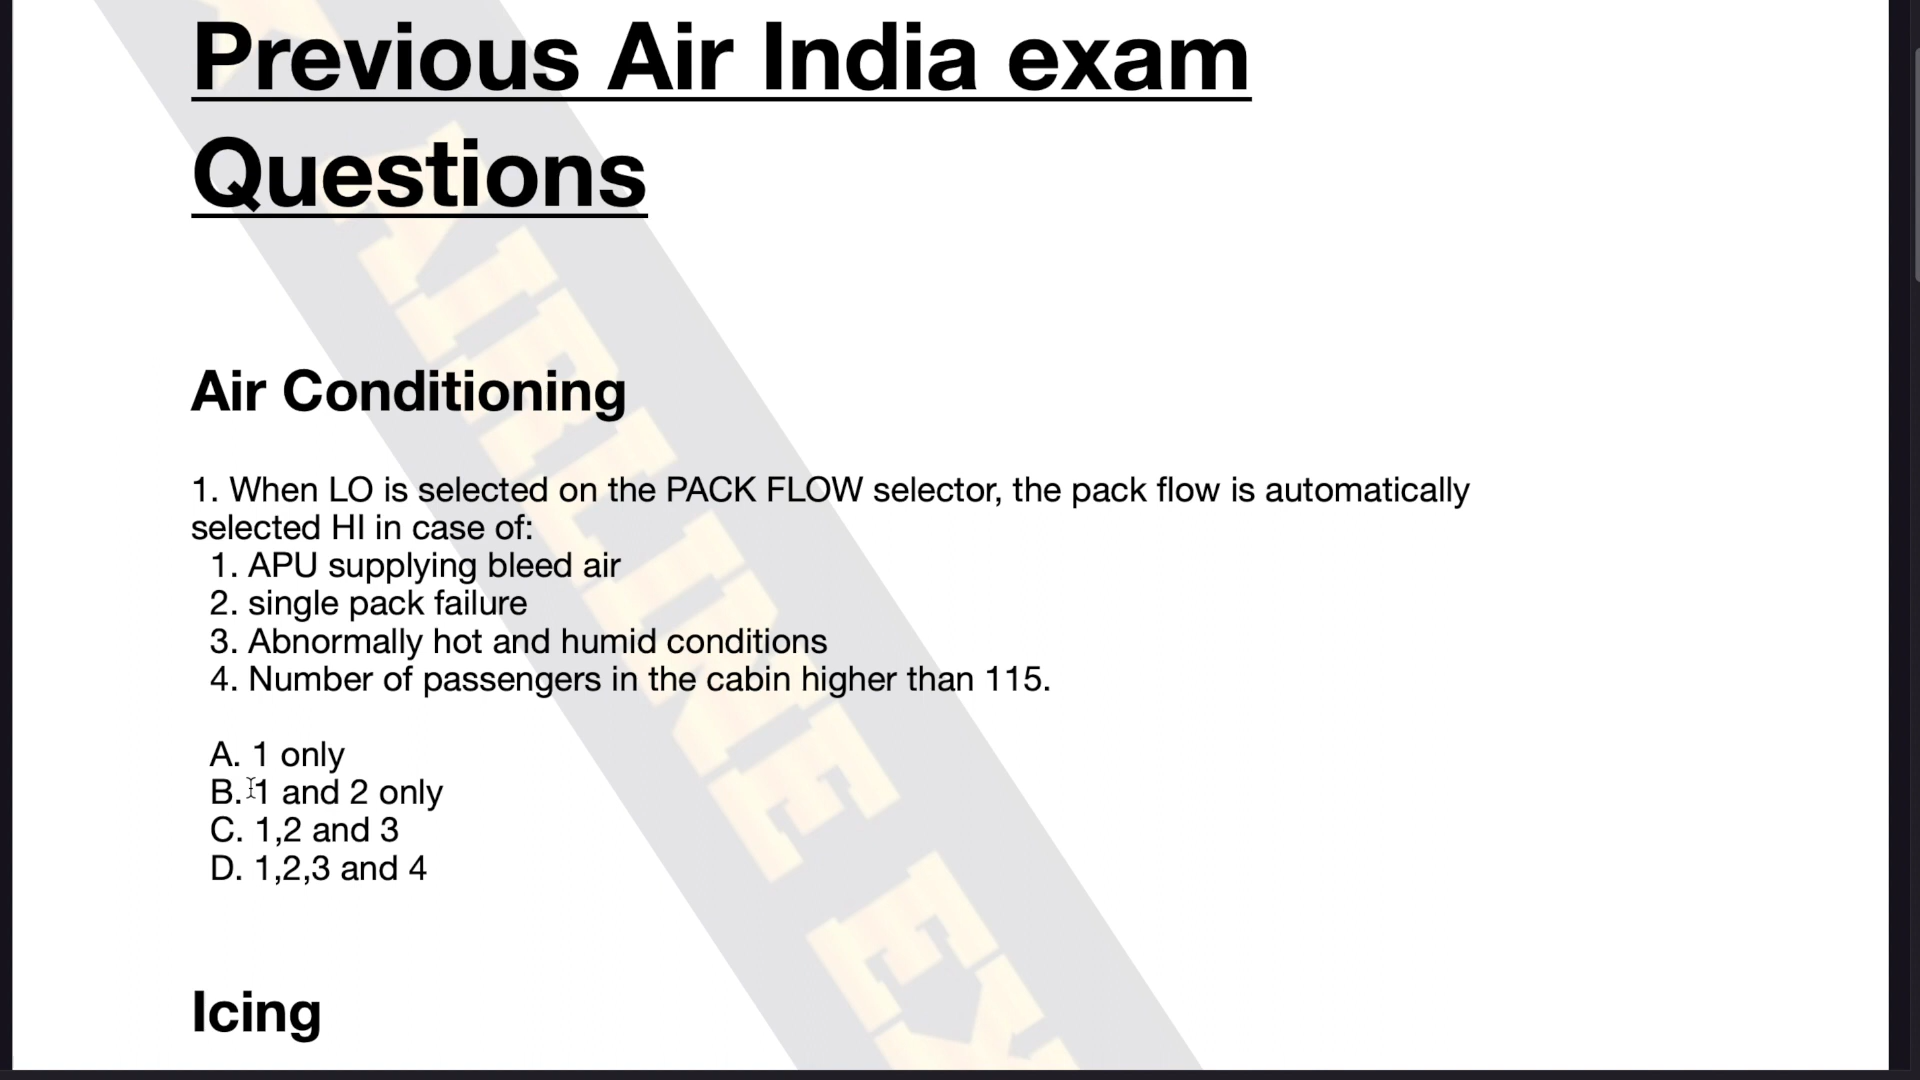 Previous Air India exam
Questions
Air Conditioning
1. When LO is selected on the PACK FLOW selector, the pack flow is automatically
selected HI in case of:
1. APU supplying bleed air
2. single pack failure
3. Abnormally hot and humid conditions
4. Number of passengers in the cabin higher than 115.
A. 1 only
B. 1 and 2 only
C. 1,2 and 3
D. 1,2,3 and 4
Icing
AIRLINE EX